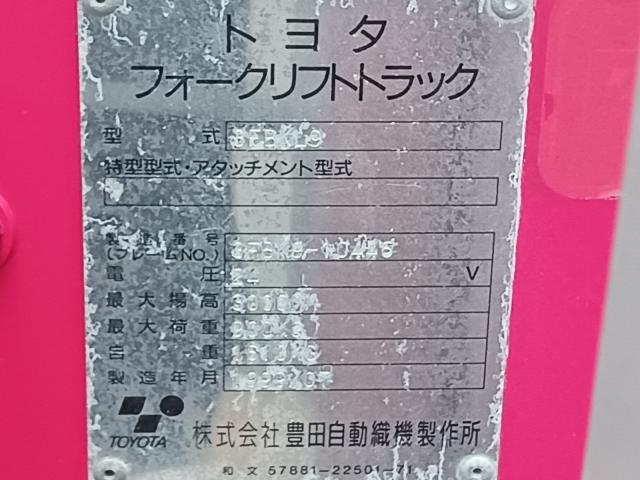 トヨタ
フォークリフトトラック
型式
特型型式・アタッチメント型式
製造番号
(フレームNO.)
電圧 24 V
最大揚高
最大荷重
自重
製造年月
TOYOTA 株式会社豊田自動織機製作所
和文 57881-22501-71